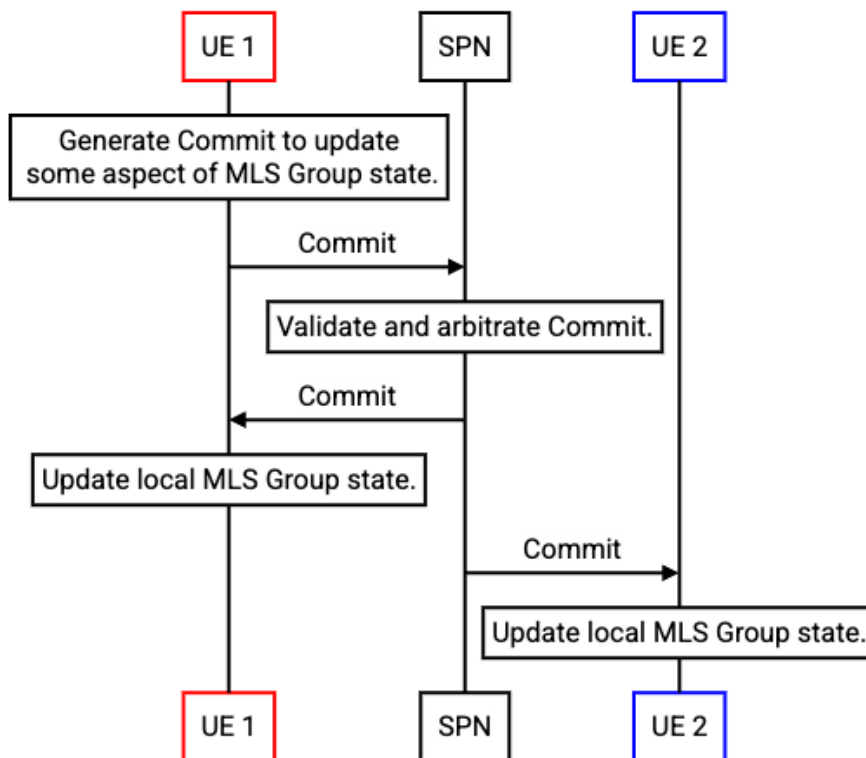 UE 1
SPN
UE 2
Generate Commit to update
some aspect of MLS Group state.
Commit
Validate and arbitrate Commit.
Commit
Update local MLS Group state.
Commit
Update local MLS Group state.
UE 1
SPN
UE 2